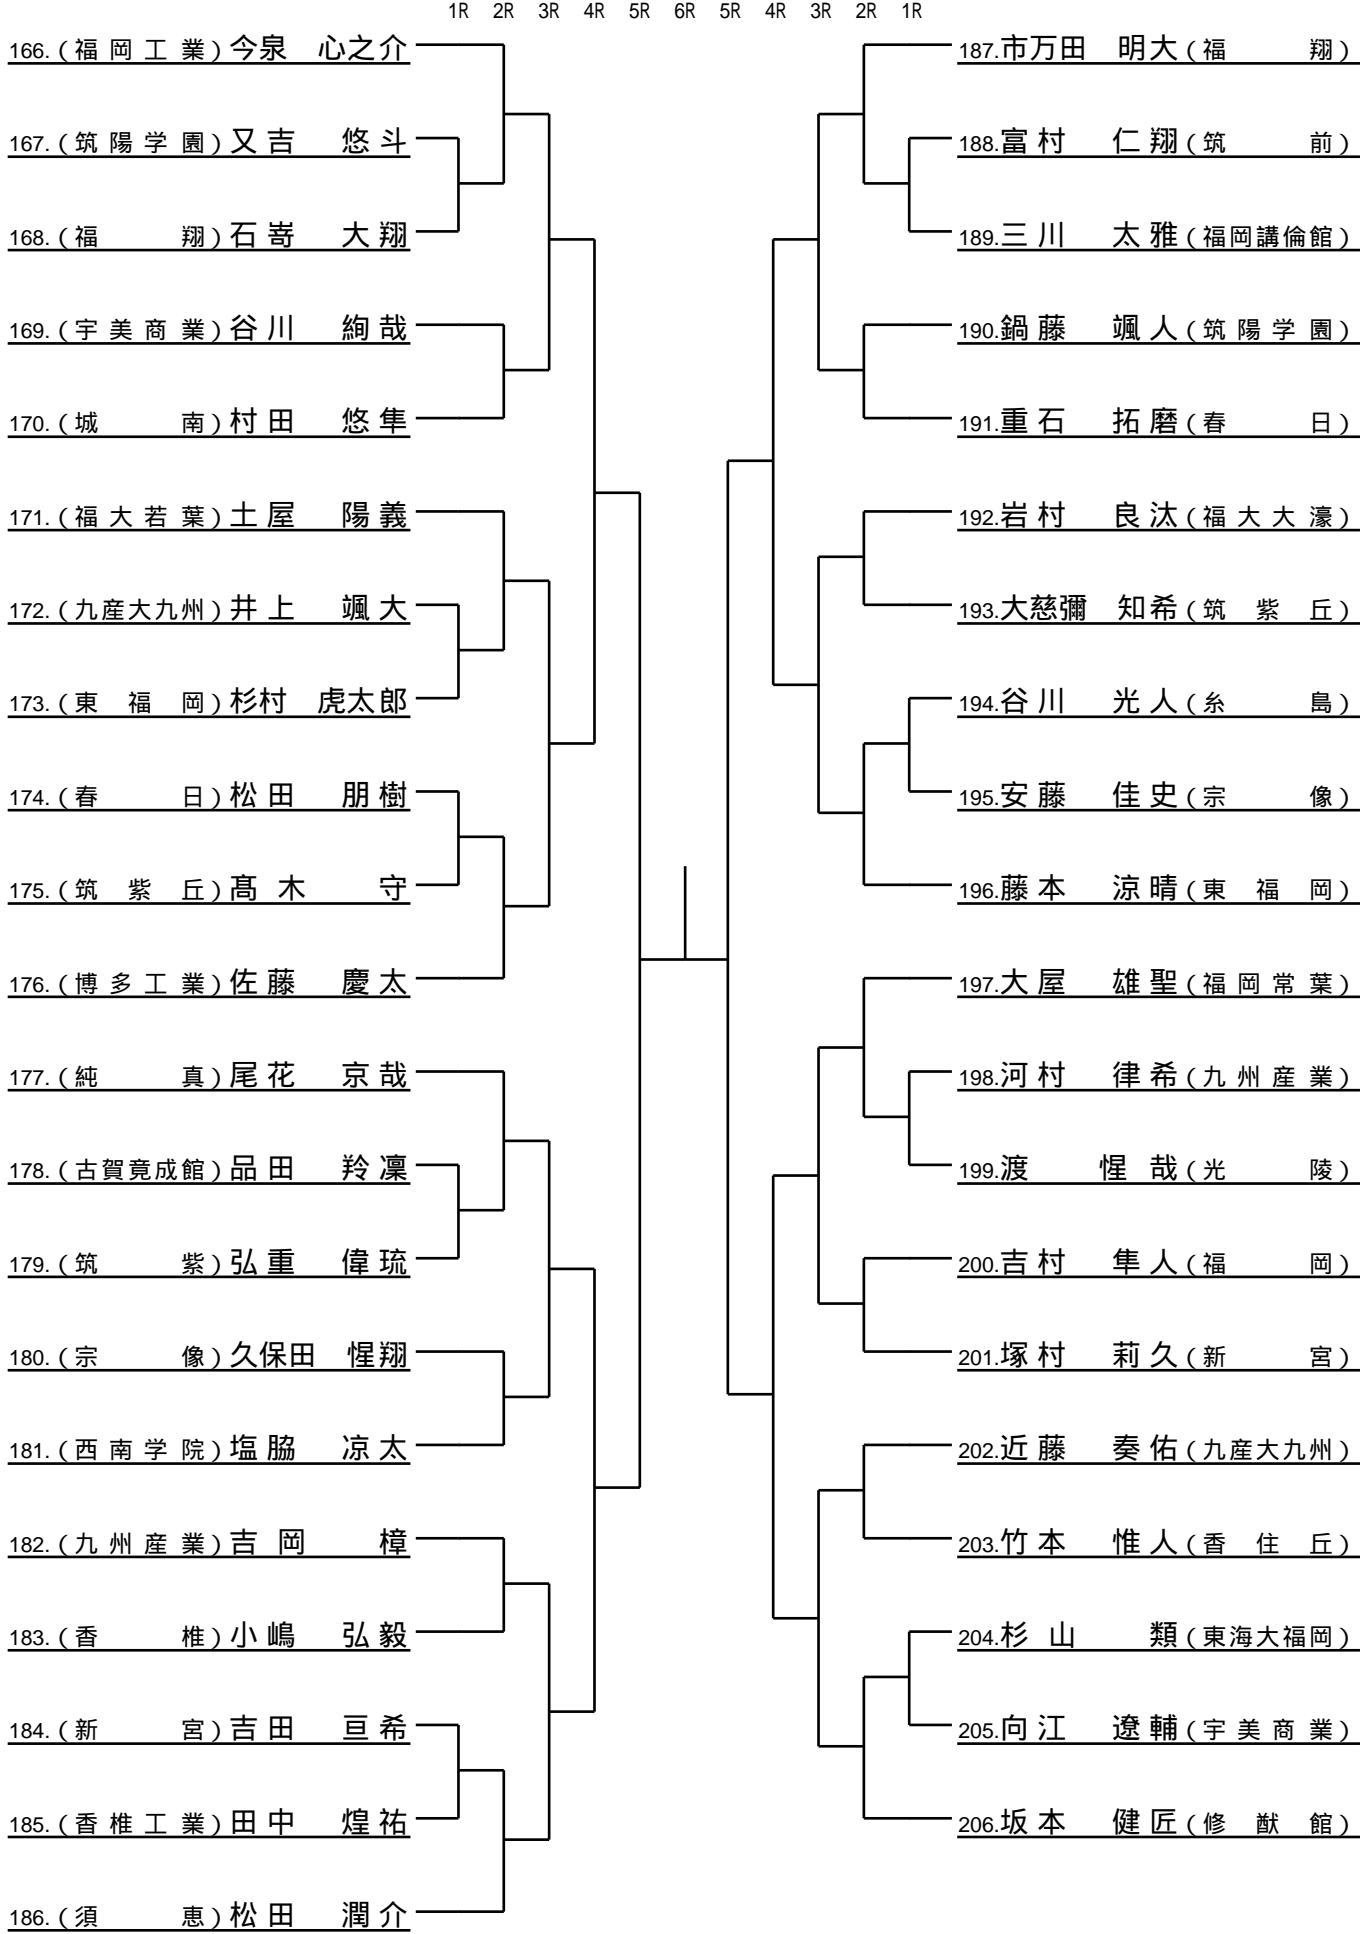 1R 2R 3R 4R 5R 6R 5R 4R 3R 2R 1R
166.(福岡工業)今泉 心之介
167.(筑陽学園)又吉 悠斗
168.(福翔)石嵜 大翔
169.(宇美商業)谷川 絢哉
170.(城南)村田 悠隼
171.(福大若葉)土屋 陽義
172.(九産大九州)井上 颯大
173.(東福岡)杉村 虎太郎
174.(春日)松田 朋樹
175.(筑紫丘)髙木 守
176.(博多工業)佐藤 慶太
177.(純真)尾花 京哉
178.(古賀竟成館)品田 羚凜
179.(筑紫)弘重 偉琉
180.(宗像)久保田 惺翔
181.(西南学院)塩脇 凉太
182.(九州産業)吉岡 樟
183.(香椎)小嶋 弘毅
184.(新宮)吉田 亘希
185.(香椎工業)田中 煌祐
186.(須恵)松田 潤介
187.市万田 明大(福翔)
188.富村 仁翔(筑前)
189.三川 太雅(福岡講倫館)
190.鍋藤 颯人(筑陽学園)
191.重石 拓磨(春日)
192.岩村 良汰(福大大濠)
193.大慈彌 知希(筑紫丘)
194.谷川 光人(糸島)
195.安藤 佳史(宗像)
196.藤本 涼晴(東福岡)
197.大屋 雄聖(福岡常葉)
198.河村 律希(九州産業)
199.渡 惺哉(光陵)
200.吉村 隼人(福岡)
201.塚村 莉久(新宮)
202.近藤 奏佑(九産大九州)
203.竹本 惟人(香住丘)
204.杉山 類(東海大福岡)
205.向江 遼輔(宇美商業)
206.坂本 健匠(修猷館)